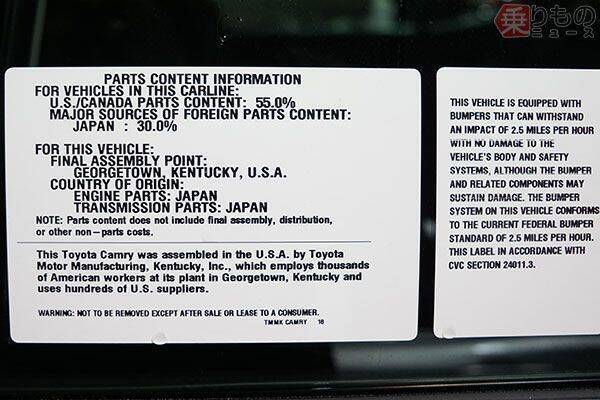 乗りもの
ニュース
PARTS CONTENT INFORMATION
FOR VEHICLES IN THIS CARLINE:
U.S./CANADA PARTS CONTENT: 55.0%
MAJOR SOURCES OF FOREIGN PARTS CONTENT:
JAPAN : 30.0%
FOR THIS VEHICLE:
FINAL ASSEMBLY POINT:
GEORGETOWN, KENTUCKY, U.S.A.
COUNTRY OF ORIGIN:
ENGINE PARTS: JAPAN
TRANSMISSION PARTS: JAPAN
NOTE: Parts content does not include final assembly, distribution,
or other non-parts costs.
This Toyota Camry was assembled in the U.S.A. by Toyota
Motor Manufacturing, Kentucky, Inc., which employs thousands
of American workers at its plant in Georgetown, Kentucky and
uses hundreds of U.S. suppliers.
WARNING: NOT TO BE REMOVED EXCEPT AFTER SALE OR LEASE TO A CONSUMER.
TMMK CAMRY 18
THIS VEHICLE IS EQUIPPED WITH
BUMPERS THAT CAN WITHSTAND
AN IMPACT OF 2.5 MILES PER HOUR
WITH NO DAMAGE TO THE
VEHICLE'S BODY AND SAFETY
SYSTEMS, ALTHOUGH THE BUMPER
AND RELATED COMPONENTS MAY
SUSTAIN DAMAGE. THE BUMPER
SYSTEM ON THIS VEHICLE CONFORMS
TO THE CURRENT FEDERAL BUMPER
STANDARD OF 2.5 MILES PER HOUR.
THIS LABEL IN ACCORDANCE WITH
CVC SECTION 24011.3.